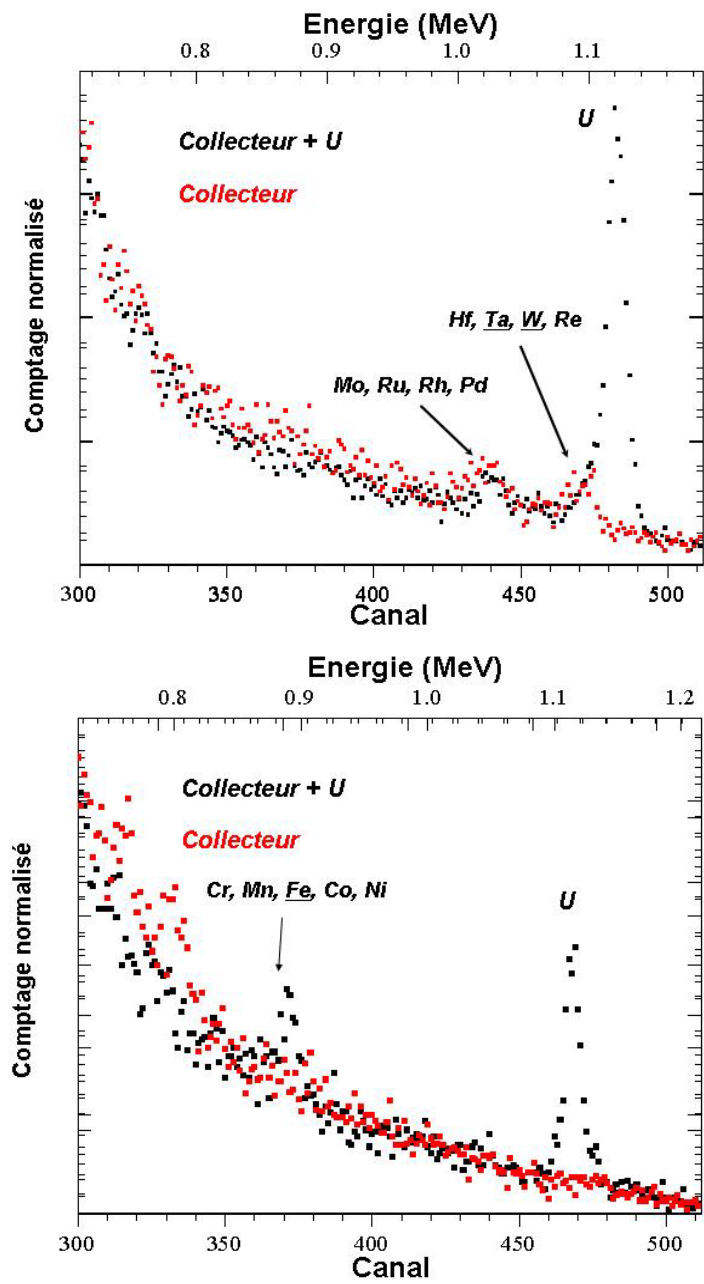 Energie (MeV)
0.8 0.9 1.0 1.1
U
Collecteur + U
Collecteur
Hf, Ta, W, Re
Mo, Ru, Rh, Pd
Comptage normalisé
300 350 400 450 500
Canal
Energie (MeV)
0.8 0.9 1.0 1.1 1.2
Collecteur + U
Collecteur
Cr, Mn, Fe, Co, Ni
U
Comptage normalisé
300 350 400 450 500
Canal